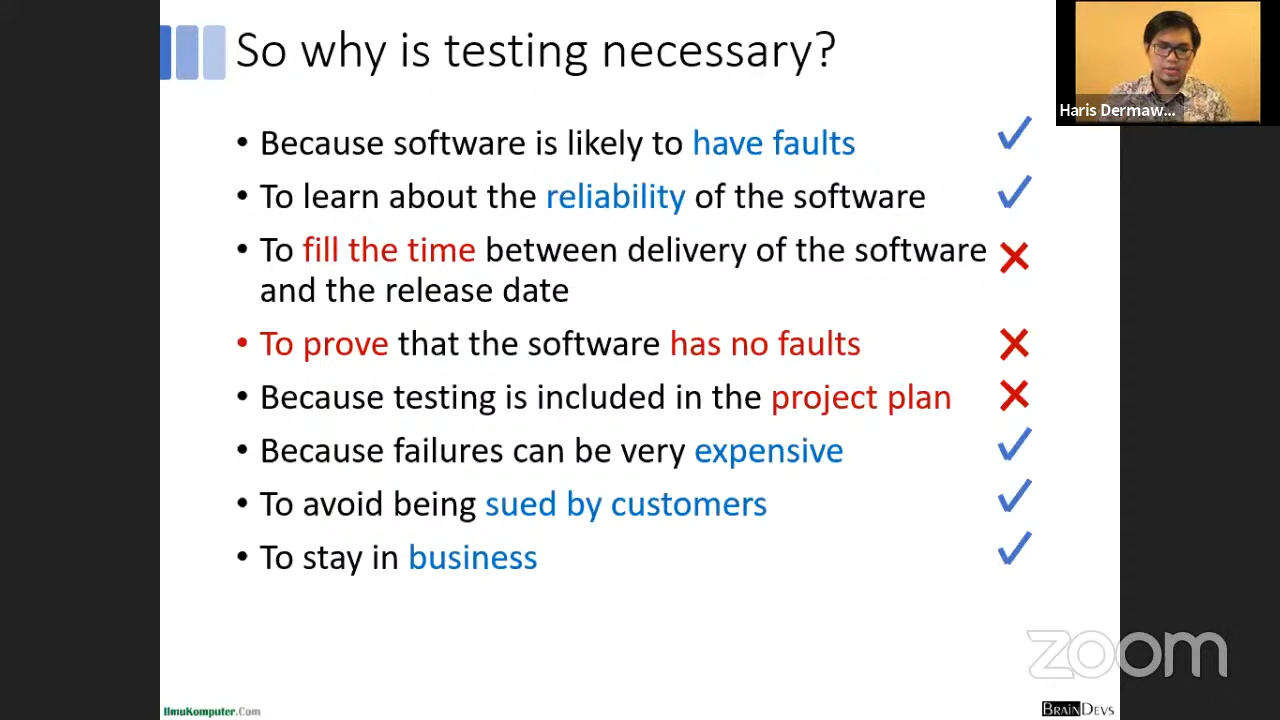 So why is testing necessary?
Haris Dermaw...
• Because software is likely to have faults
• To learn about the reliability of the software
• To fill the time between delivery of the software
and the release date
• To prove that the software has no faults
• Because testing is included in the project plan
• Because failures can be very expensive
• To avoid being sued by customers
• To stay in business
zoom
IlmuKomputer.Com
BRAINDEVS